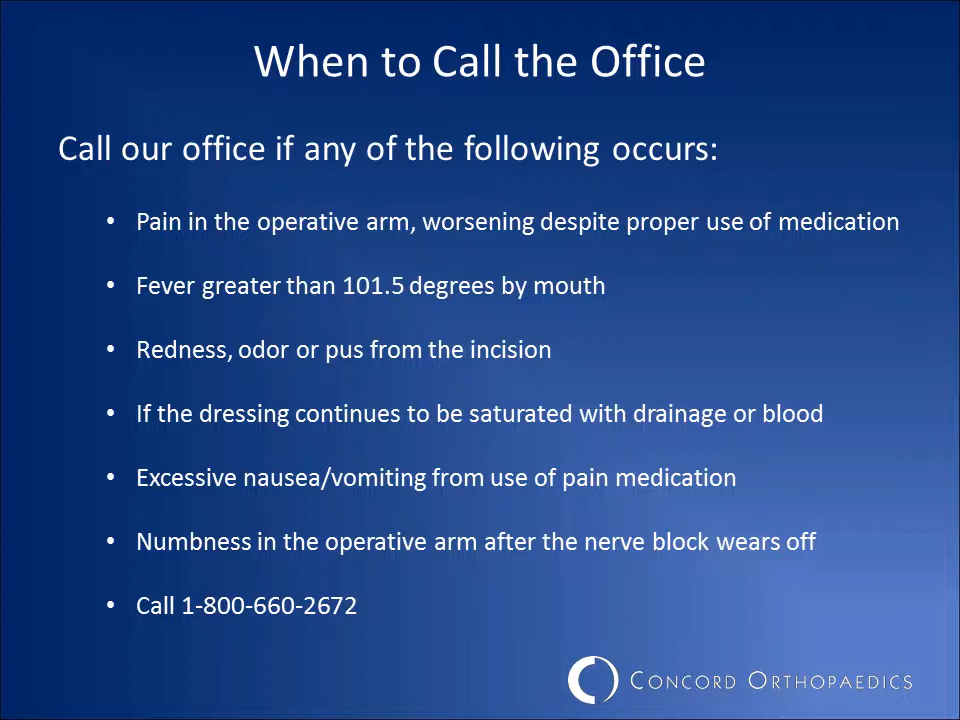 When to Call the Office
Call our office if any of the following occurs:
• Pain in the operative arm, worsening despite proper use of medication
• Fever greater than 101.5 degrees by mouth
• Redness, odor or pus from the incision
• If the dressing continues to be saturated with drainage or blood
• Excessive nausea/vomiting from use of pain medication
• Numbness in the operative arm after the nerve block wears off
• Call 1-800-660-2672
CONCORD ORTHOPAEDICS